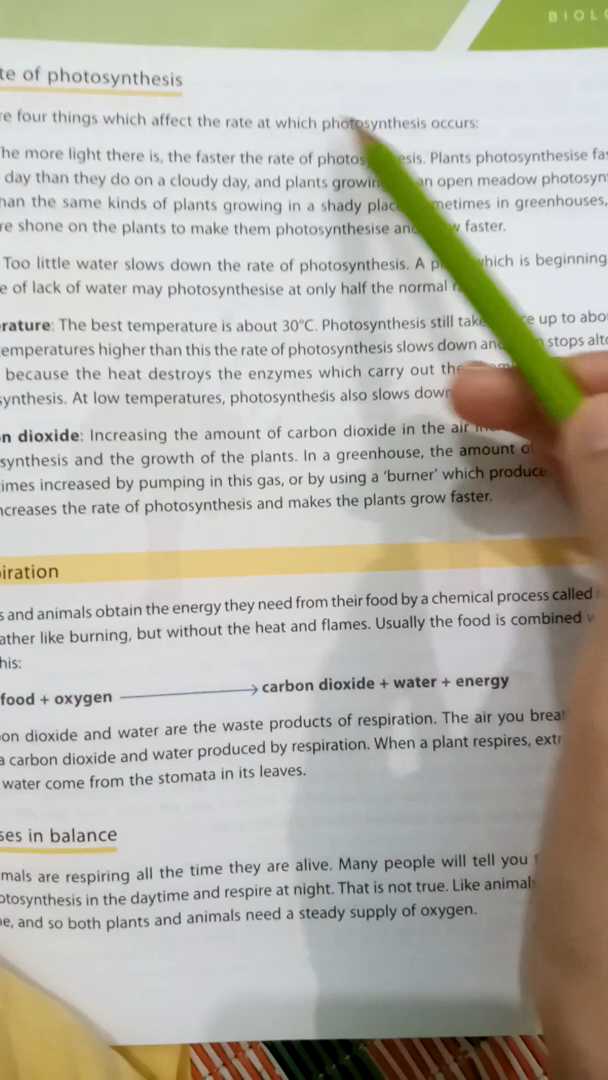 BIOL
te of photosynthesis
re four things which affect the rate at which photosynthesis occurs:
he more light there is, the faster the rate of photos esis. Plants photosynthesise fa
day than they do on a cloudy day, and plants growin an open meadow photosyn
han the same kinds of plants growing in a shady plac metimes in greenhouses,
re shone on the plants to make them photosynthesise an w faster.
Too little water slows down the rate of photosynthesis. A p which is beginning
e of lack of water may photosynthesise at only half the normal
rature: The best temperature is about 30°C. Photosynthesis still take e up to abo
emperatures higher than this the rate of photosynthesis slows down an stops alto
because the heat destroys the enzymes which carry out the
synthesis. At low temperatures, photosynthesis also slows down
n dioxide: Increasing the amount of carbon dioxide in the air
synthesis and the growth of the plants. In a greenhouse, the amount o
imes increased by pumping in this gas, or by using a ‘burner’ which produce
ncreases the rate of photosynthesis and makes the plants grow faster.
iration
s and animals obtain the energy they need from their food by a chemical process called
ather like burning, but without the heat and flames. Usually the food is combined w
his:
food + oxygen → carbon dioxide + water + energy
on dioxide and water are the waste products of respiration. The air you breat
a carbon dioxide and water produced by respiration. When a plant respires, extr
water come from the stomata in its leaves.
ses in balance
mals are respiring all the time they are alive. Many people will tell you
otosynthesis in the daytime and respire at night. That is not true. Like animals
e, and so both plants and animals need a steady supply of oxygen.